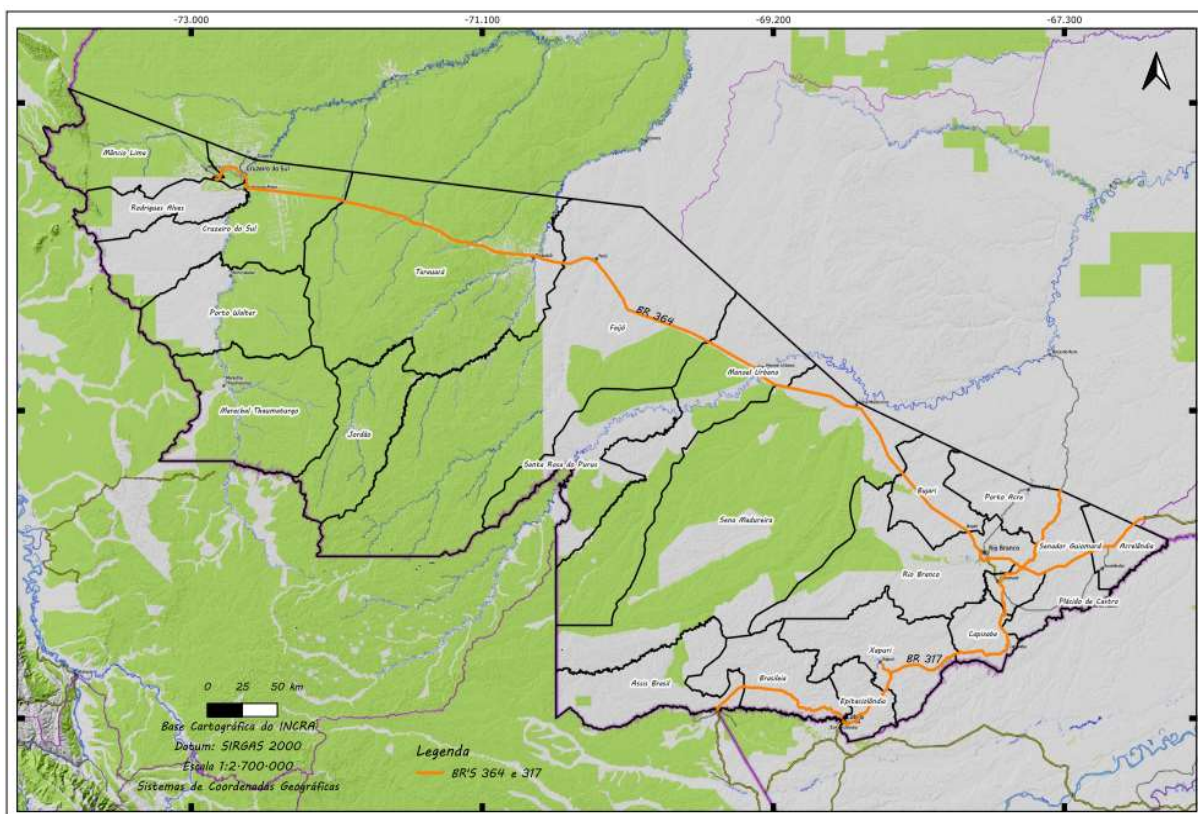 -73.000
-71.100
-69.200
-67.300
Mâncio Lima
Cruzeiro do Sul
Rodrigues Alves
Cruzeiro do Sul
Tarauacá
Porto Walter
BR 364
Feijó
Manoel Urbano
Marechal Thaumaturgo
Jordão
Santa Rosa do Purus
Bujari
Porto Acre
Sena Madureira
Rio Branco
Senador Guiomard
Acrelândia
Rio Branco
Plácido de Castro
Capixaba
Xapuri
BR 317
Assis Brasil
Brasileia
Epitaciolândia
0 25 50 km
Base Cartográfica do INCRA
Datum: SIRGAS 2000
Escala 1:2.700.000
Sistemas de Coordenadas Geográficas
Legenda
BR'S 364 e 317